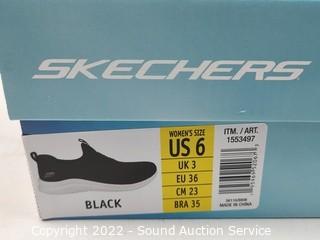 SKECHERS
WOMEN'S SIZE
US 6
UK 3
EU 36
CM 23
BRA 35
ITM. / ART.
1553497
MADE IN CHINA
BLACK
Copyright 2022 - Sound Auction Service